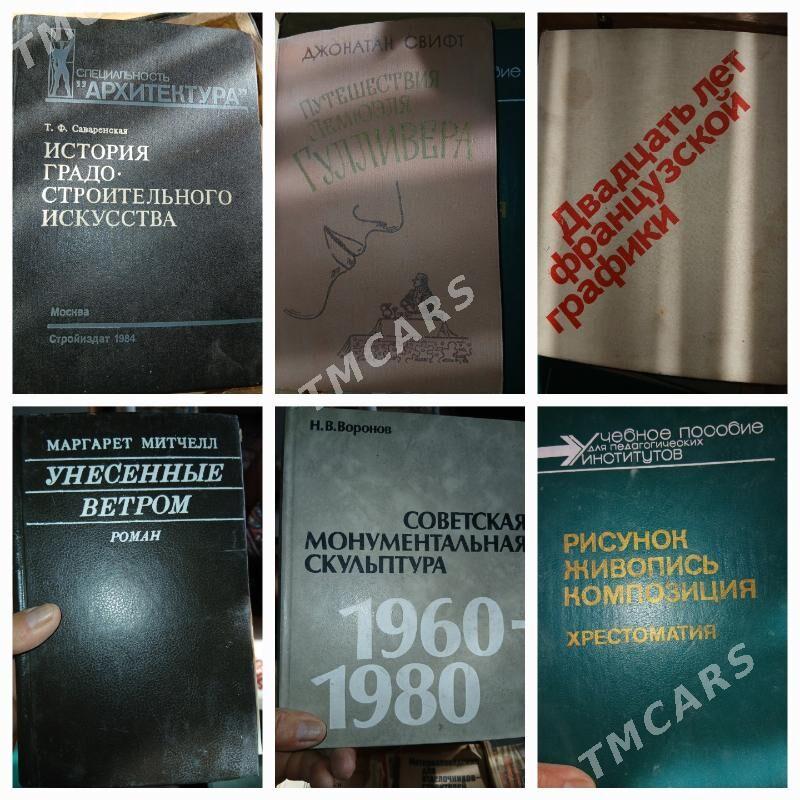 СПЕЦИАЛЬНОСТЬ
"АРХИТЕКТУРА"
Т. Ф. Саваренская
ИСТОРИЯ
ГРАДО-
СТРОИТЕЛЬНОГО
ИСКУССТВА
Москва
Стройиздат 1984
ДЖОНАТАН СВИФТ
ПУТЕШЕСТВИЯ
ЛЕМЮЭЛЯ
ГУЛЛИВЕРА
Двадцать лет
французской
графики
МАРГАРЕТ МИТЧЕЛЛ
УНЕСЕННЫЕ
ВЕТРОМ
РОМАН
Н.В.Воронов
СОВЕТСКАЯ
МОНУМЕНТАЛЬНАЯ
СКУЛЬПТУРА
1960-
1980
Учебное пособие
для педагогических
институтов
РИСУНОК
ЖИВОПИСЬ
КОМПОЗИЦИЯ
ХРЕСТОМАТИЯ
TMCARS
TMCARS
TMCARS